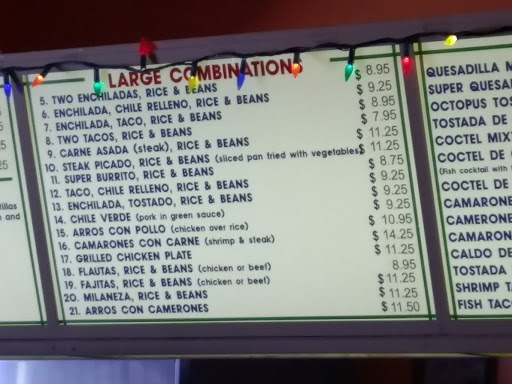 LARGE COMBINATION
5. TWO ENCHILADAS, RICE & BEANS $ 8.95
6. ENCHILADA, CHILE RELLENO, RICE & BEANS $ 9.25
7. ENCHILADA, TACO, RICE & BEANS $ 8.95
8. TWO TACOS, RICE & BEANS $ 7.95
9. CARNE ASADA (steak), RICE & BEANS $ 11.25
10. STEAK PICADO, RICE & BEANS (sliced pan fried with vegetables) $ 11.25
11. SUPER BURRITO, RICE & BEANS $ 8.75
12. TACO, CHILE RELLENO, RICE & BEANS $ 9.25
13. ENCHILADA, TOSTADO, RICE & BEANS $ 9.25
14. CHILE VERDE (pork in green sauce) $ 9.25
15. ARROS CON POLLO (chicken over rice) $ 10.95
16. CAMARONES CON CARNE (shrimp & steak) $ 14.25
17. GRILLED CHICKEN PLATE $ 11.25
18. FLAUTAS, RICE & BEANS (chicken or beef) 8.95
19. FAJITAS, RICE & BEANS (chicken or beef) $ 11.25
20. MILANEZA, RICE & BEANS $ 11.25
21. ARROS CON CAMERONES $ 11.50
QUESADILLA M
SUPER QUESA
OCTOPUS TOS
TOSTADA DE
COCTEL MIX
COCTEL DE
(Fish cocktail with
COCTEL DE
CAMARONE
CAMERONE
CAMARON
CALDO DE
TOSTADA
SHRIMP TA
FISH TAC